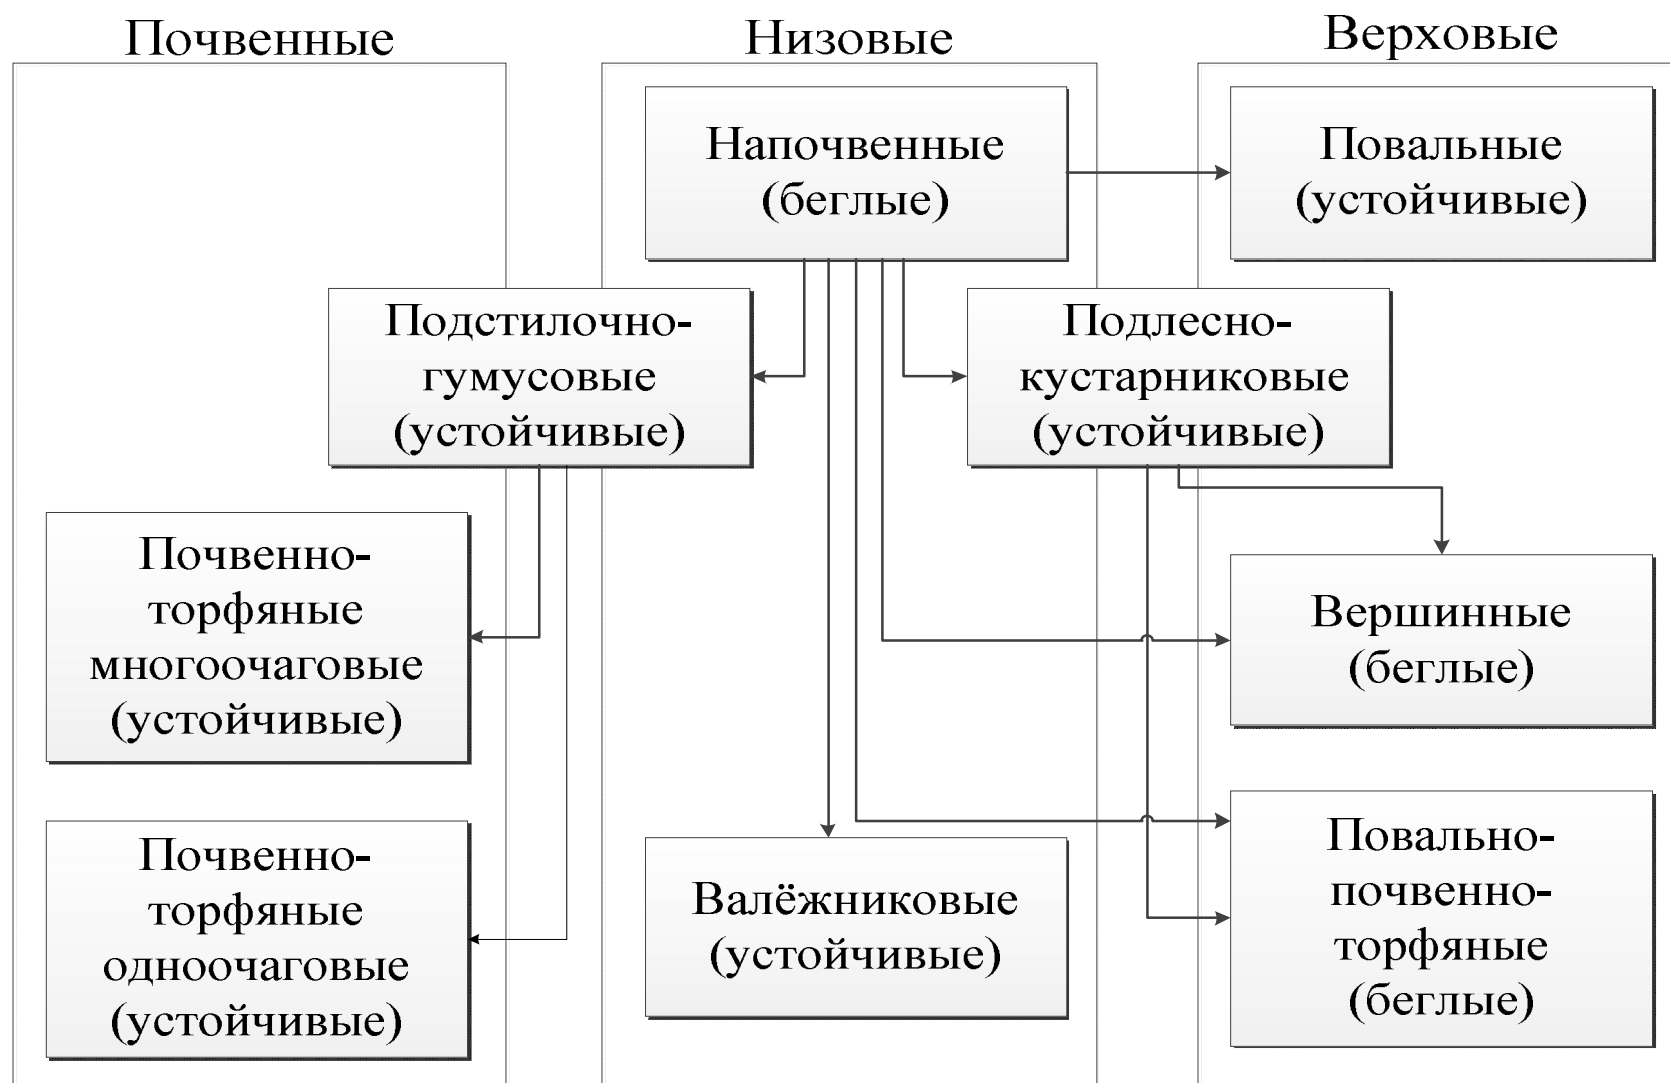 Почвенные
Низовые
Верховые
Напочвенные
(беглые)
Повальные
(устойчивые)
Подстилочно-
гумусовые
(устойчивые)
Подлесно-
кустарниковые
(устойчивые)
Почвенно-
торфяные
многоочаговые
(устойчивые)
Вершинные
(беглые)
Почвенно-
торфяные
одноочаговые
(устойчивые)
Валёжниковые
(устойчивые)
Повально-
почвенно-
торфяные
(беглые)